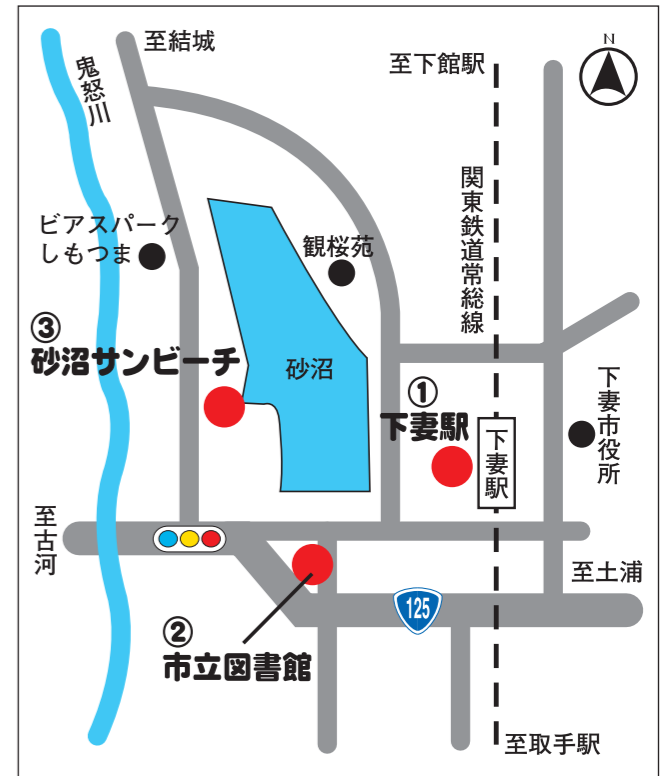 至結城
N
至下館駅
鬼怒川
関東鉄道常総線
ビアスパーク
しもつま
観桜苑
③
砂沼サンビーチ
砂沼
①
下妻駅
下妻駅
下妻市役所
至古河
至土浦
125
②
市立図書館
至取手駅